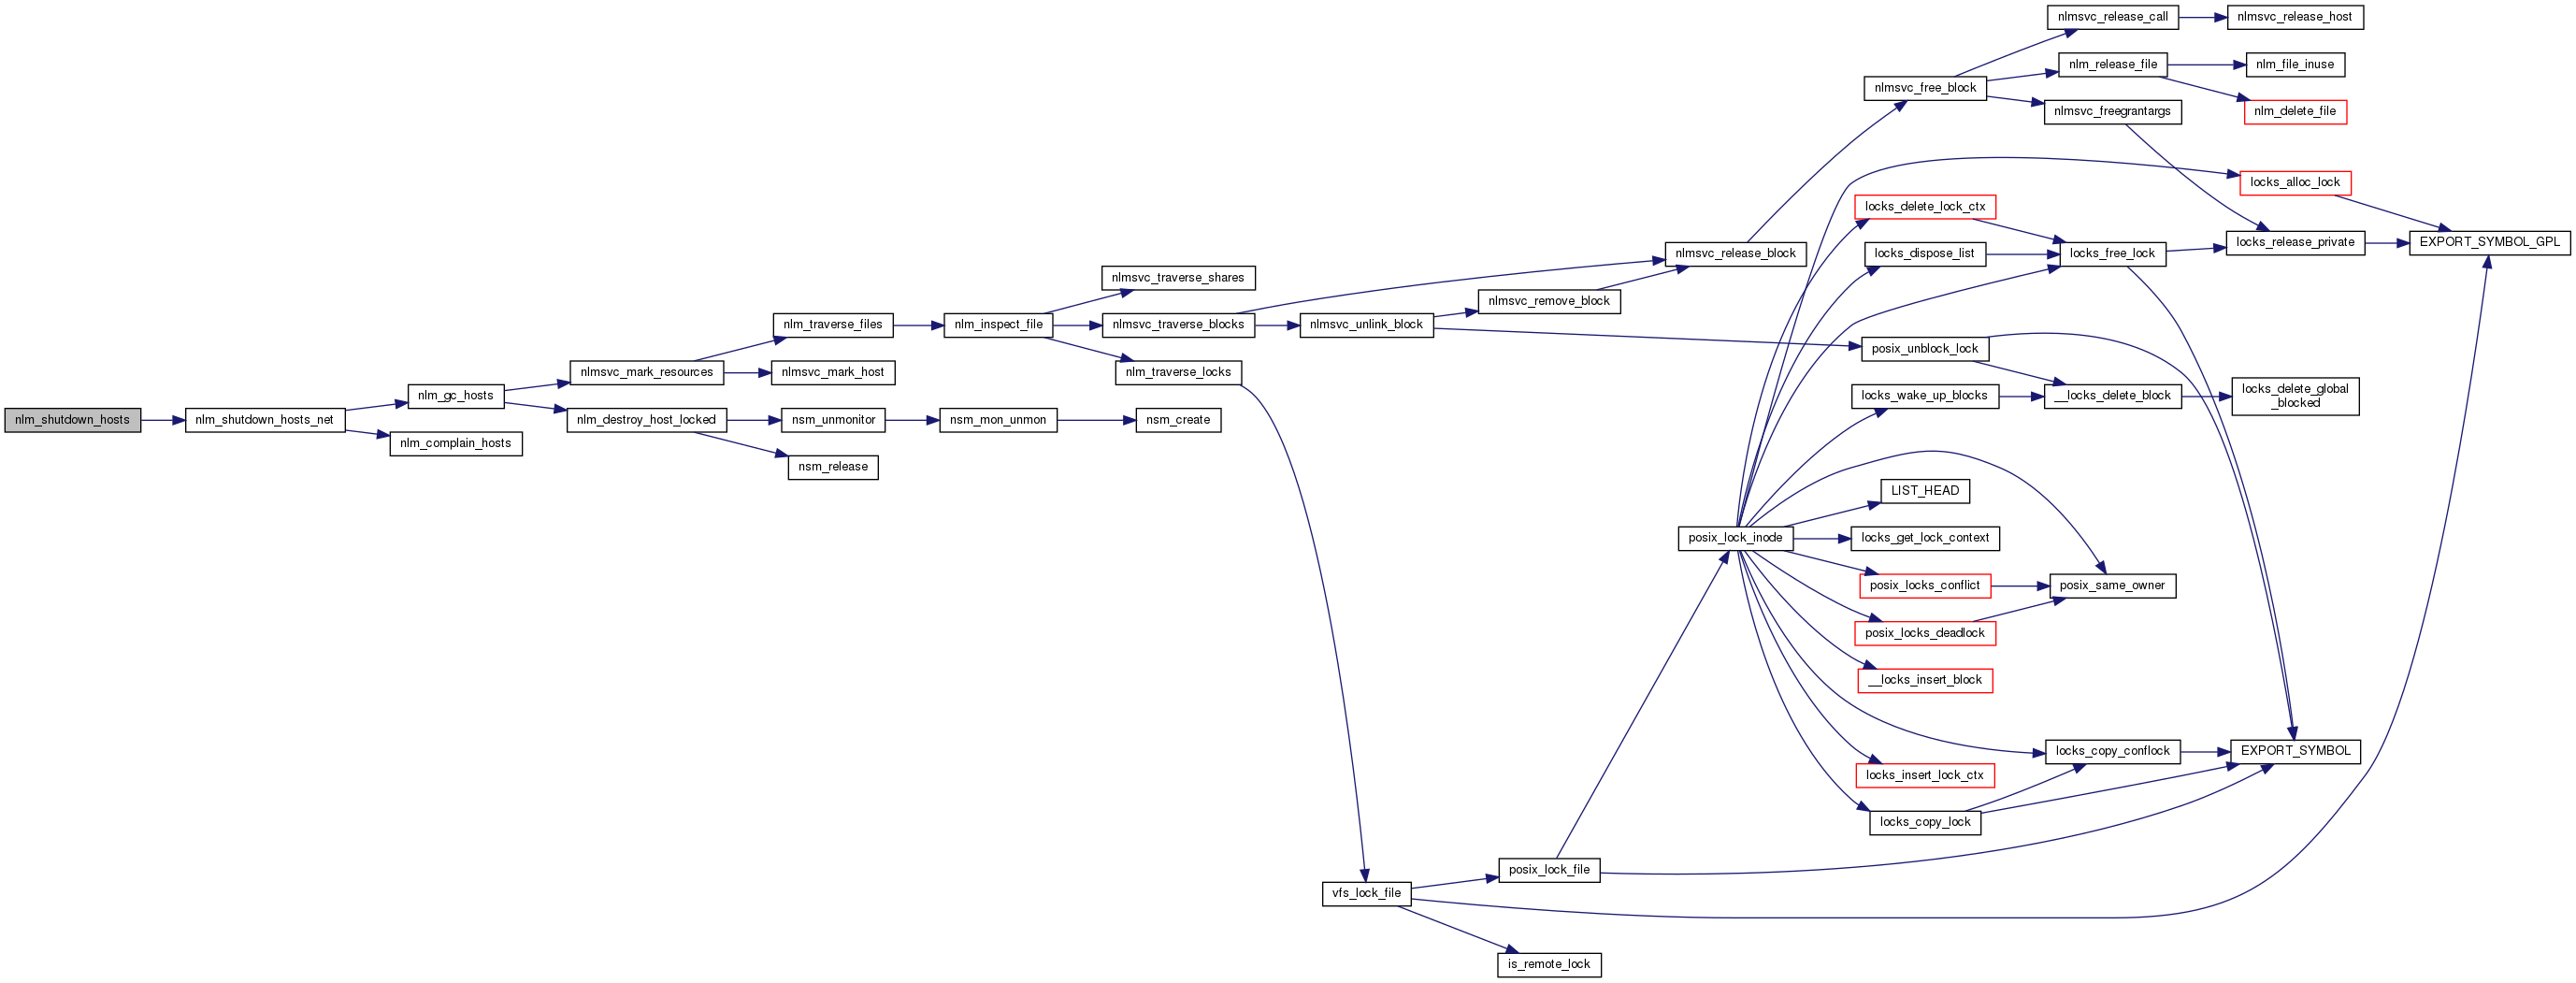 nlm_shutdown_hosts
nlm_shutdown_hosts_net
nlm_gc_hosts
nlm_complain_hosts
nlmsvc_mark_resources
nlm_destroy_host_locked
nlm_traverse_files
nlmsvc_mark_host
nsm_unmonitor
nsm_release
nlm_inspect_file
nsm_mon_unmon
nlmsvc_traverse_shares
nlmsvc_traverse_blocks
nlm_traverse_locks
nsm_create
nlmsvc_unlink_block
vfs_lock_file
nlmsvc_remove_block
posix_lock_file
is_remote_lock
nlmsvc_release_block
posix_lock_inode
nlmsvc_free_block
locks_delete_lock_ctx
locks_dispose_list
posix_unblock_lock
locks_wake_up_blocks
LIST_HEAD
locks_get_lock_context
posix_locks_conflict
posix_locks_deadlock
__locks_insert_block
locks_insert_lock_ctx
locks_copy_lock
nlmsvc_release_call
nlm_release_file
nlmsvc_freegrantargs
locks_free_lock
__locks_delete_block
posix_same_owner
locks_copy_conflock
nlmsvc_release_host
nlm_file_inuse
nlm_delete_file
locks_alloc_lock
locks_release_private
locks_delete_global
_blocked
EXPORT_SYMBOL
EXPORT_SYMBOL_GPL